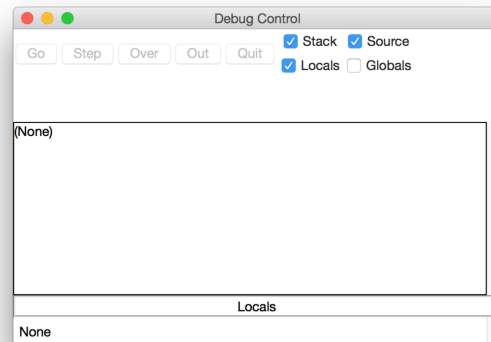 Debug Control
Go Step Over Out Quit
Stack Source
Locals Globals
(None)
Locals
None